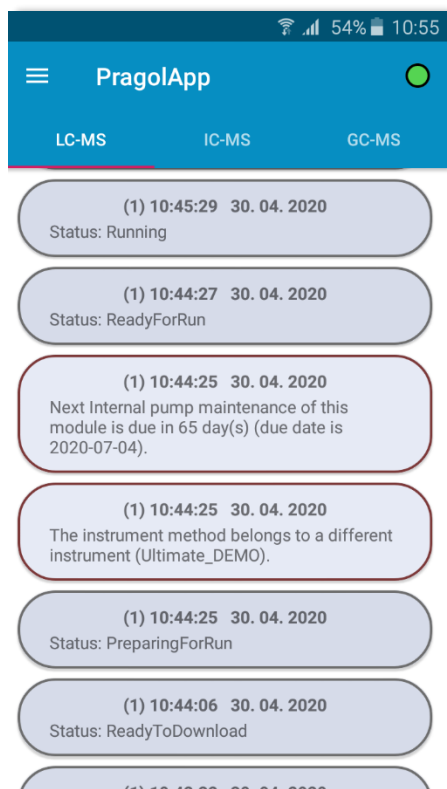 54% 10:55
PragolApp
LC-MS IC-MS GC-MS
(1) 10:45:29 30. 04. 2020
Status: Running
(1) 10:44:27 30. 04. 2020
Status: ReadyForRun
(1) 10:44:25 30. 04. 2020
Next Internal pump maintenance of this
module is due in 65 day(s) (due date is
2020-07-04).
(1) 10:44:25 30. 04. 2020
The instrument method belongs to a different
instrument (Ultimate_DEMO).
(1) 10:44:25 30. 04. 2020
Status: PreparingForRun
(1) 10:44:06 30. 04. 2020
Status: ReadyToDownload